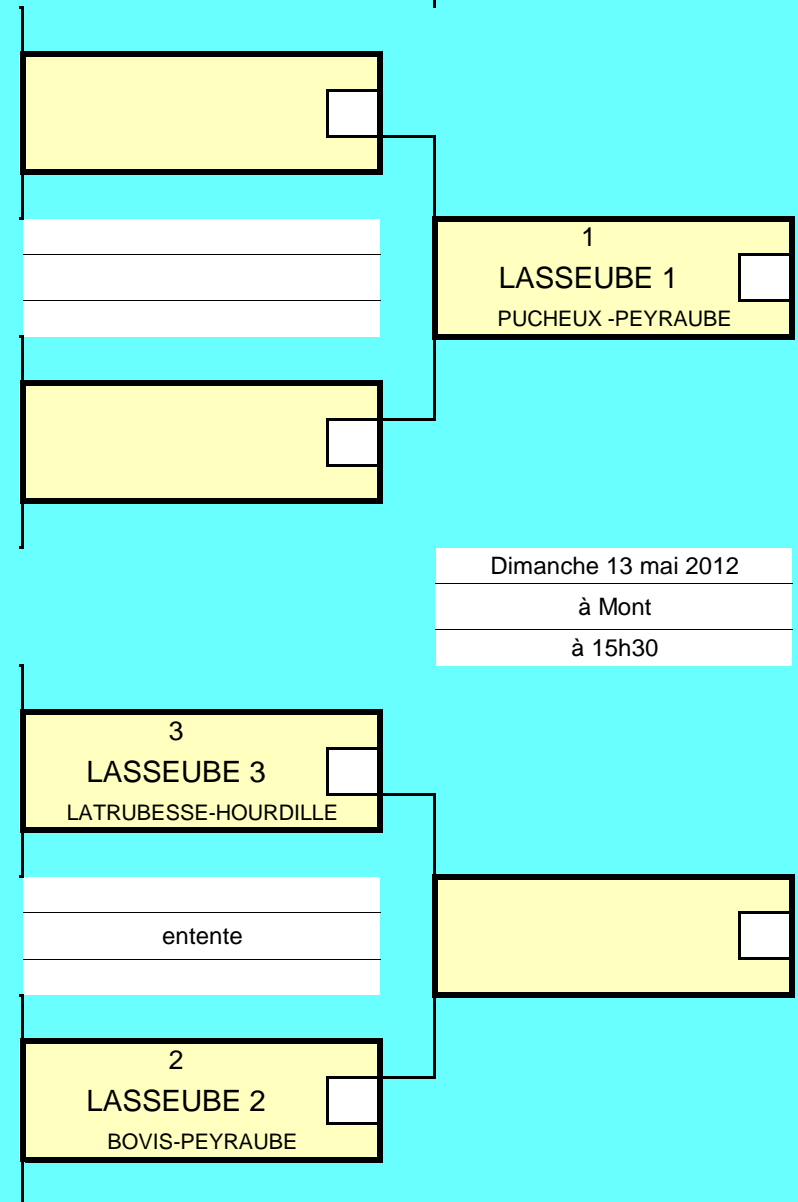 1
LASSEUBE 1
PUCHEUX -PEYRAUBE
Dimanche 13 mai 2012
à Mont
à 15h30
3
LASSEUBE 3
LATRUBESSE-HOURDILLE
entente
2
LASSEUBE 2
BOVIS-PEYRAUBE